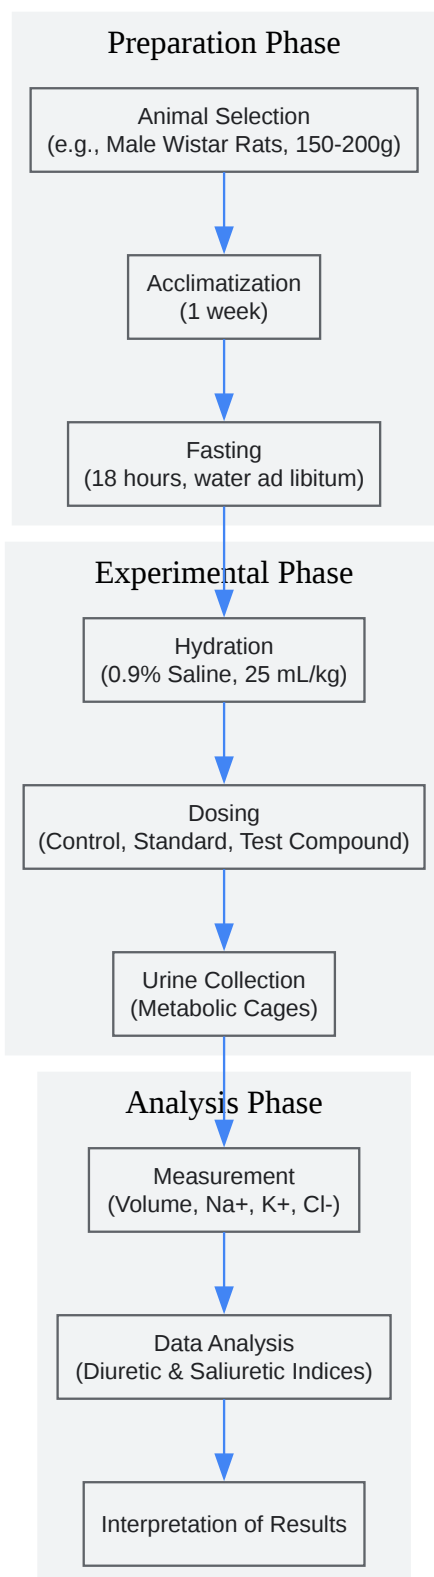 Preparation Phase
Animal Selection
(e.g., Male Wistar Rats, 150-200g)
Acclimatization
(1 week)
Fasting
(18 hours, water ad libitum)
Experimental Phase
Hydration
(0.9% Saline, 25 mL/kg)
Dosing
(Control, Standard, Test Compound)
Urine Collection
(Metabolic Cages)
Analysis Phase
Measurement
(Volume, Na+, K+, Cl-)
Data Analysis
(Diuretic & Saliuretic Indices)
Interpretation of Results